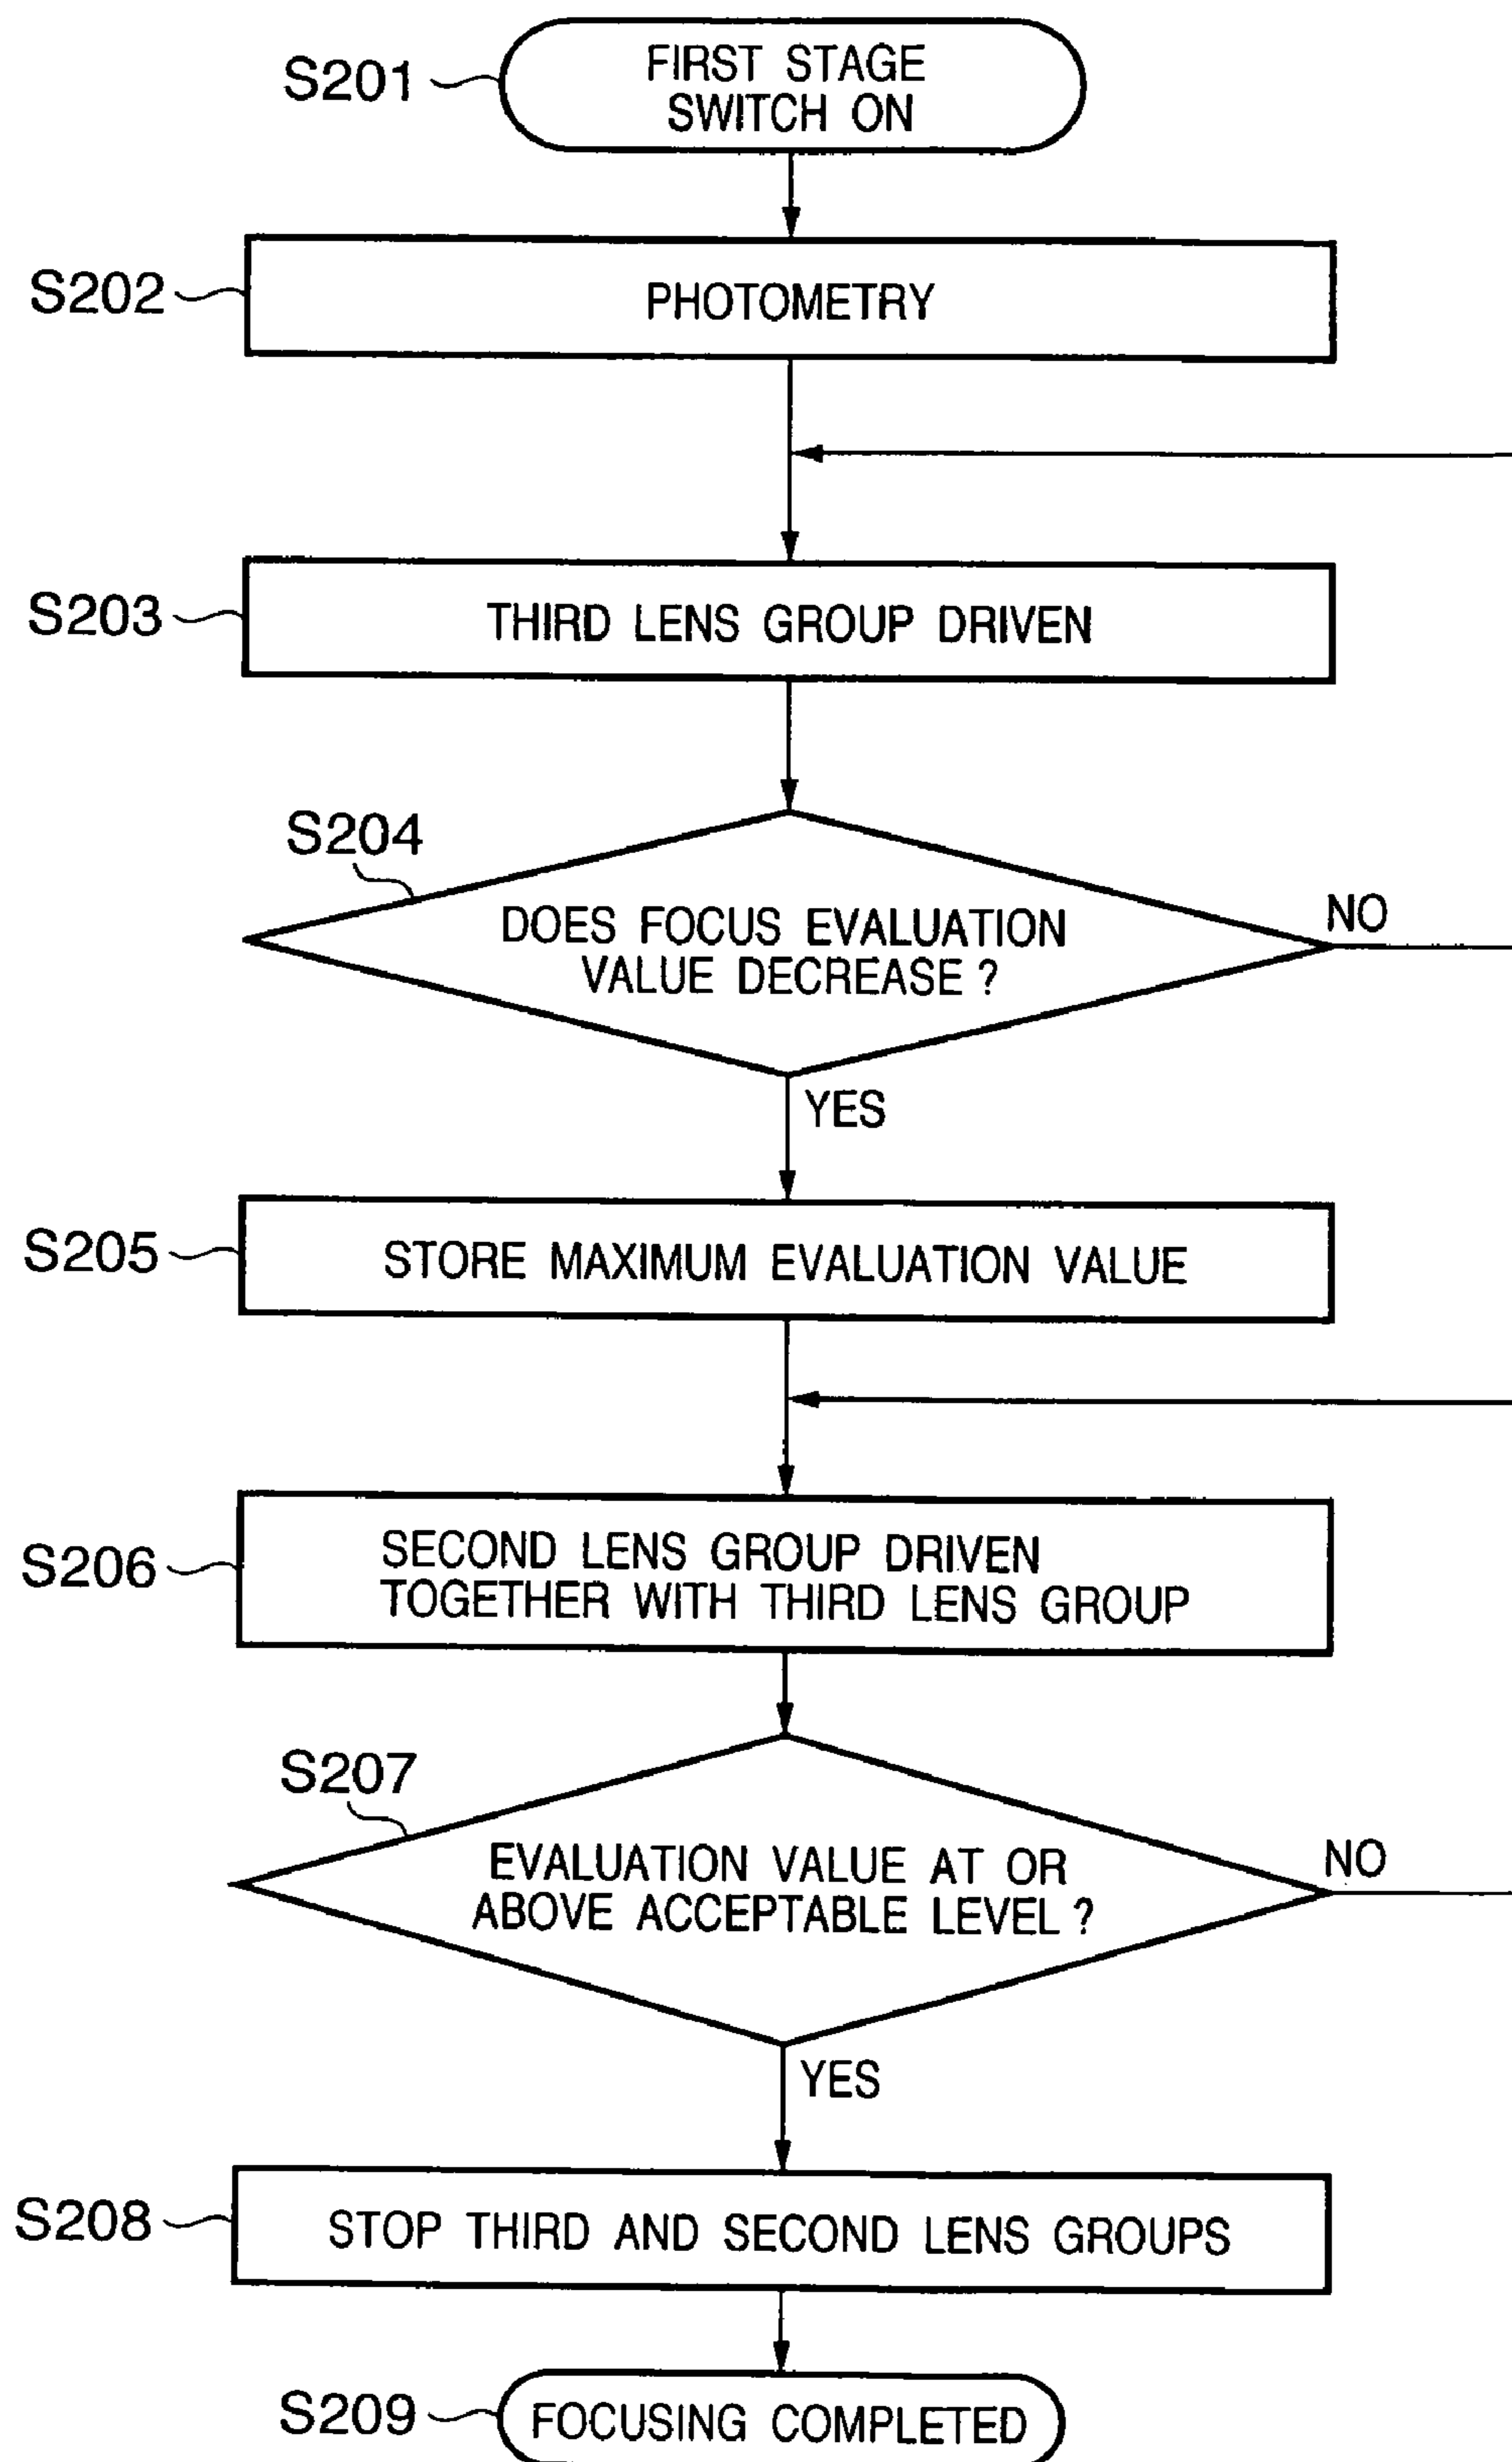 S201
FIRST STAGE
SWITCH ON
S202
PHOTOMETRY
S203
THIRD LENS GROUP DRIVEN
S204
DOES FOCUS EVALUATION
VALUE DECREASE ?
NO
YES
S205
STORE MAXIMUM EVALUATION VALUE
S206
SECOND LENS GROUP DRIVEN
TOGETHER WITH THIRD LENS GROUP
S207
EVALUATION VALUE AT OR
ABOVE ACCEPTABLE LEVEL ?
NO
YES
S208
STOP THIRD AND SECOND LENS GROUPS
S209
FOCUSING COMPLETED